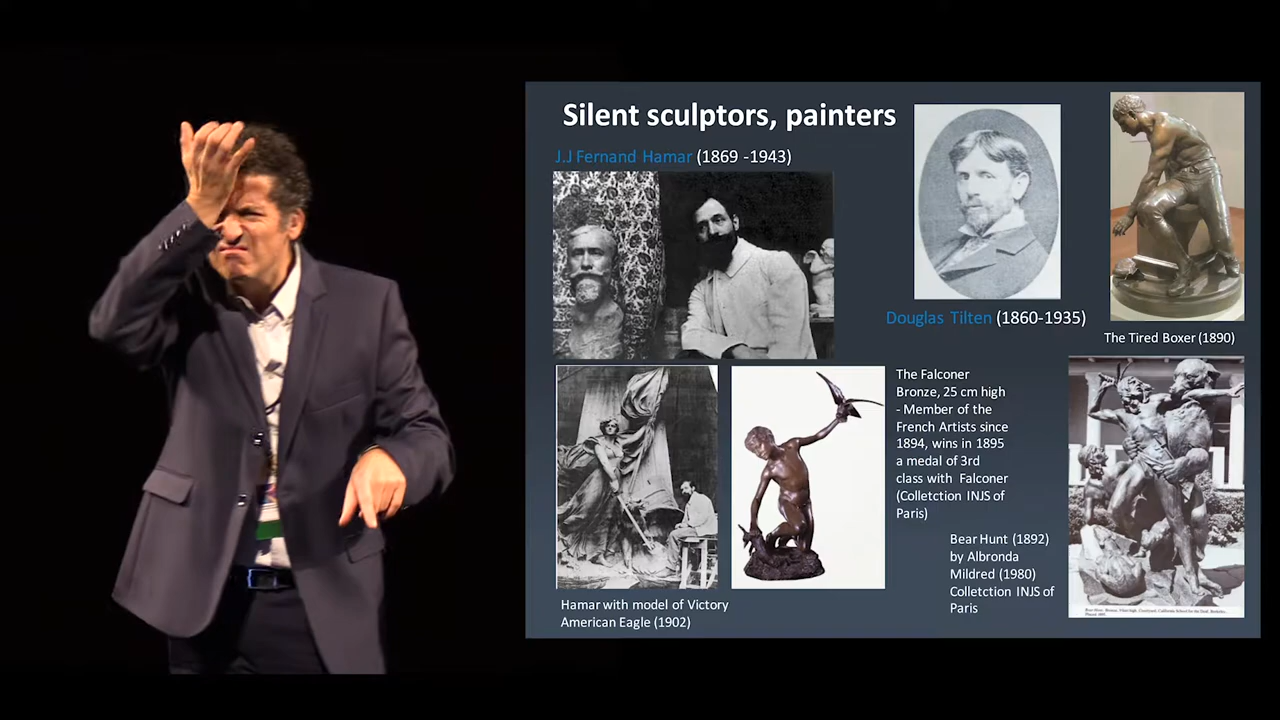 Silent sculptors, painters
J.J Fernand Hamar (1869 -1943)
Douglas Tilten (1860-1935)
The Tired Boxer (1890)
The Falconer
Bronze, 25 cm high
- Member of the
French Artists since
1894, wins in 1895
a medal of 3rd
class with Falconer
(Colletction INJS of
Paris)
Bear Hunt (1892)
by Albronda
Mildred (1980)
Colletction INJS of
Paris
Hamar with model of Victory
American Eagle (1902)